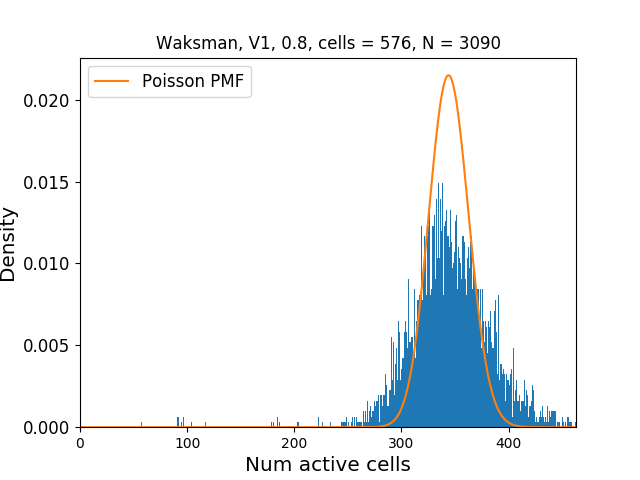 Waksman, V1, 0.8, cells = 576, N = 3090
Poisson PMF
0.020
0.015
0.010
0.005
0.000
Density
0
100
200
300
400
Num active cells